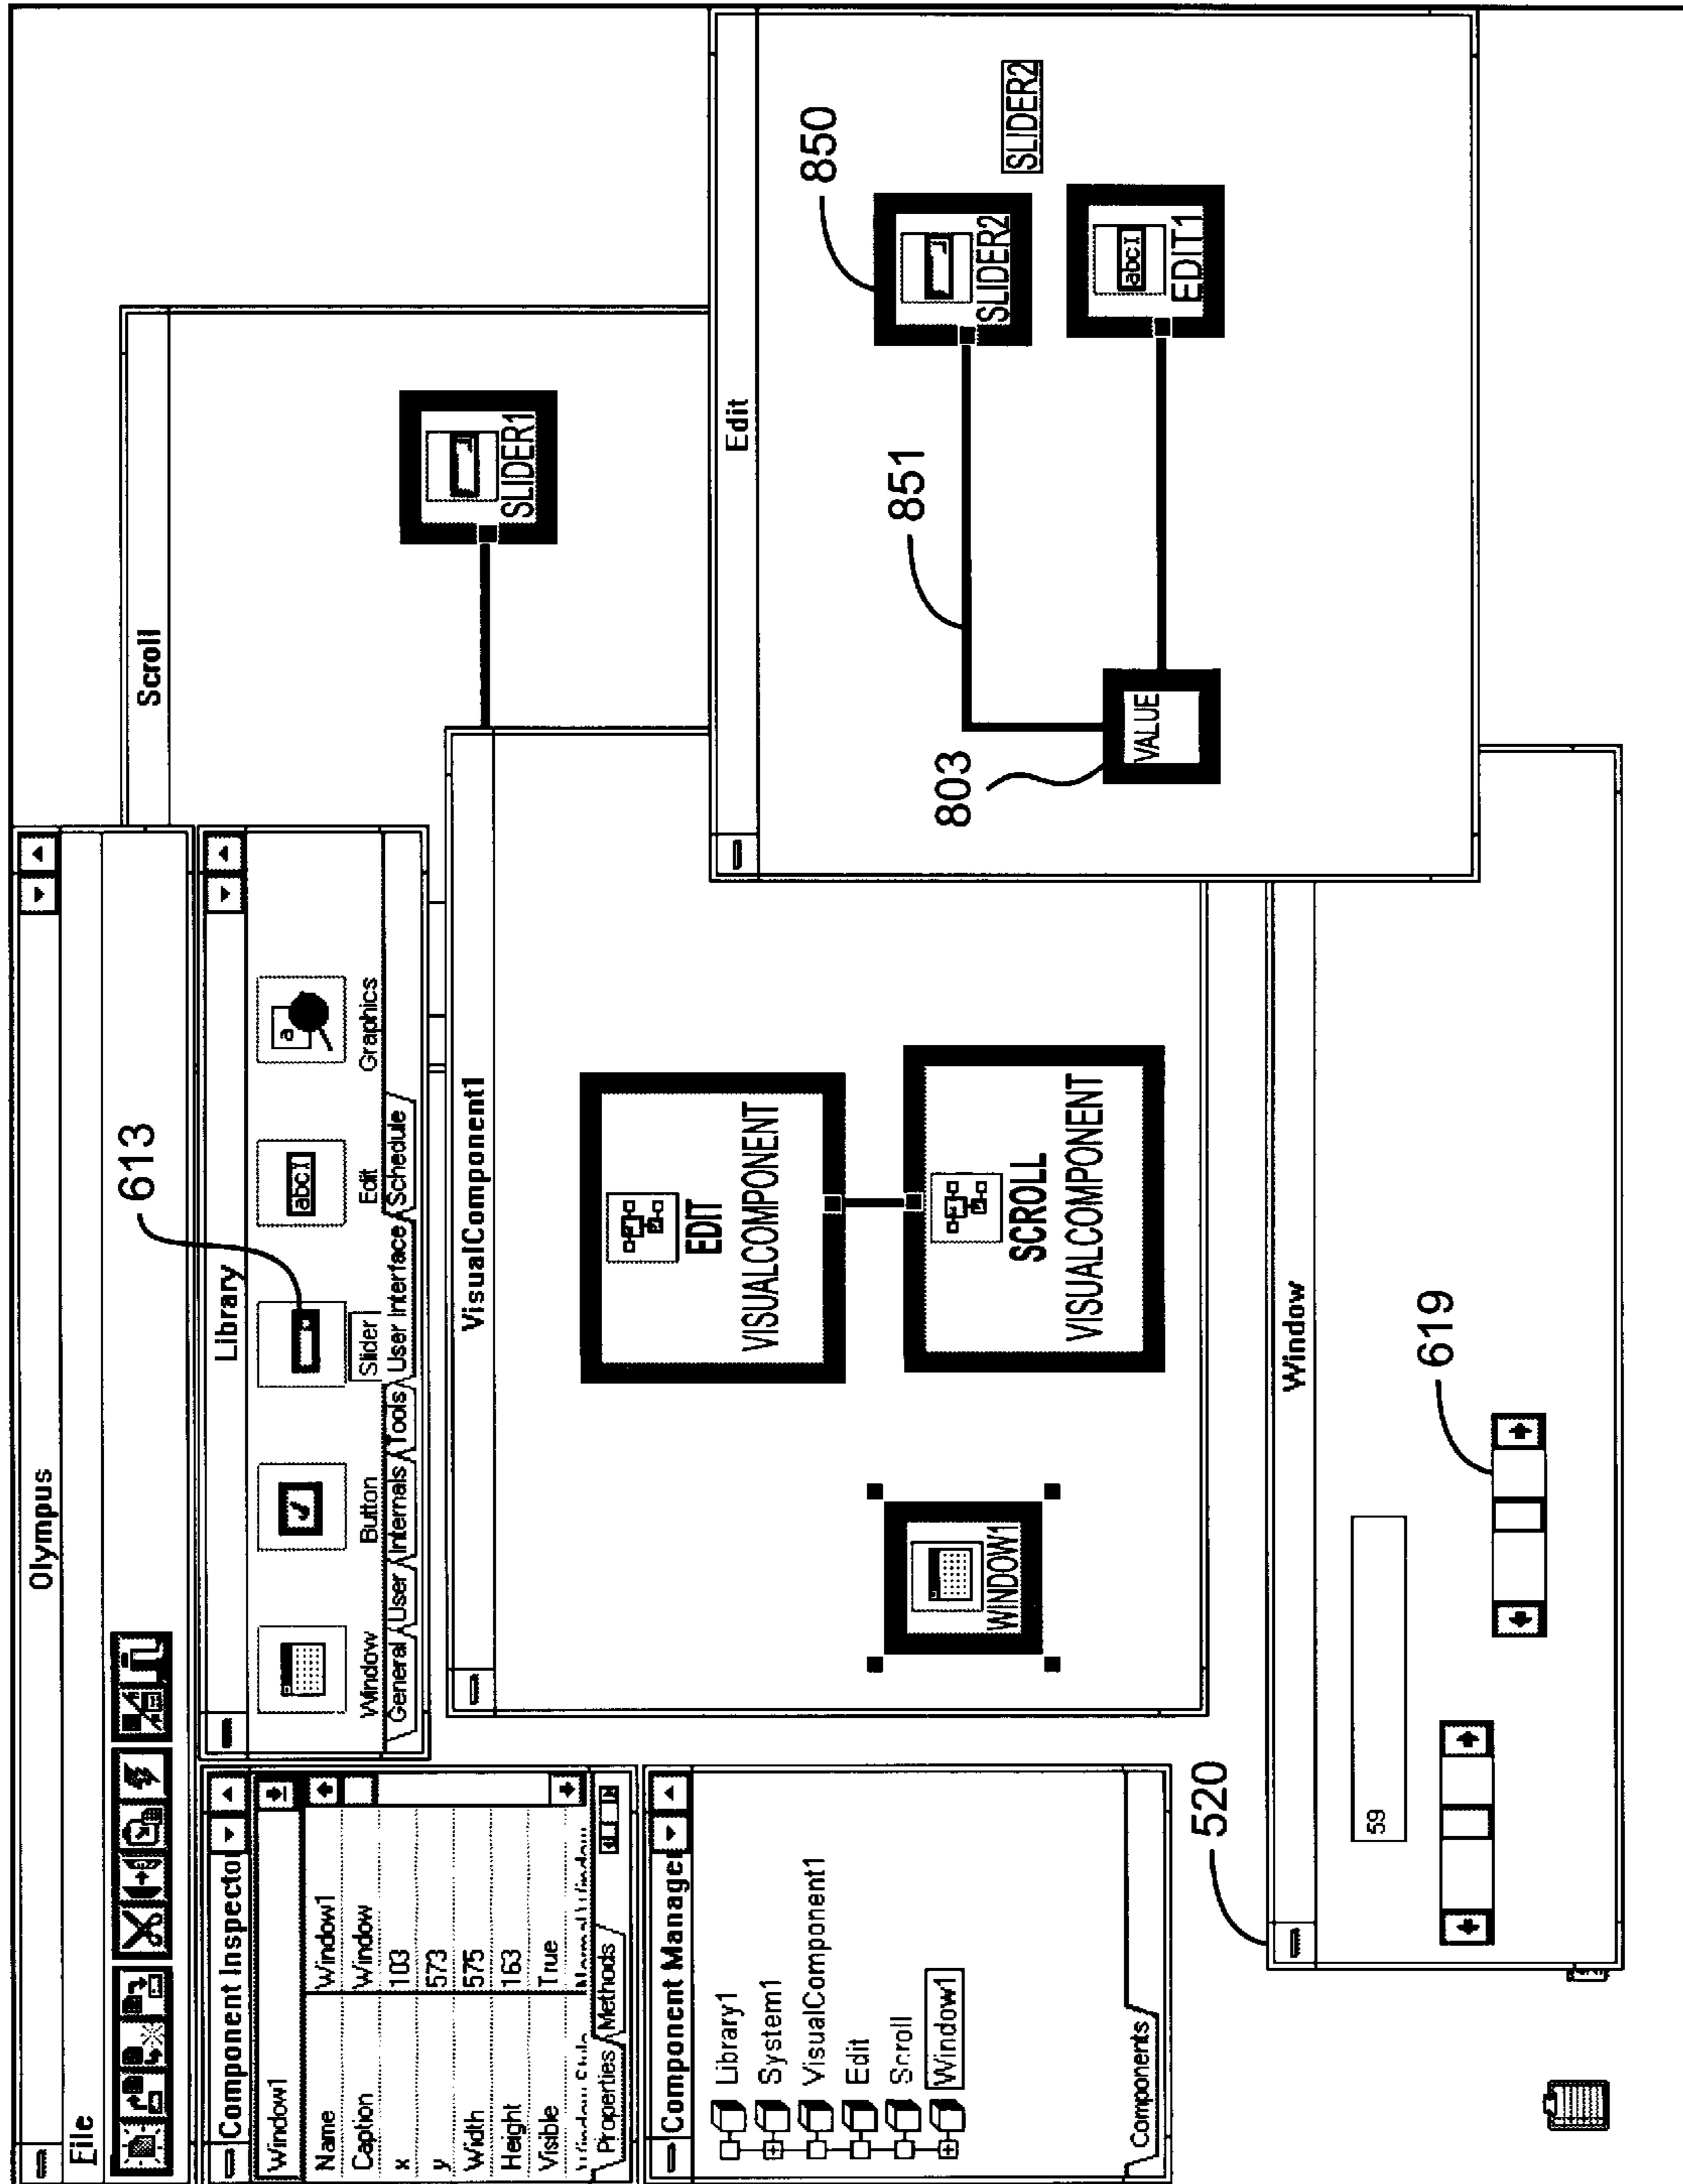 Olympus
File
Component Inspector
Window1
Name Window1
Caption Window
x 103
y 573
Width 575
Height 163
Visible True
Properties Methods
Library
613
Window Button Slider Edit Graphics
General User Internals Tools User Interface Schedule
Scroll
SLIDER1
VisualComponent1
EDIT
VISUALCOMPONENT
SCROLL
VISUALCOMPONENT
WINDOW1
Component Manager
Library1
System1
VisualComponent1
Edit
Scroll
Window1
Components
Edit
850
851
803
SLIDER2
SLIDER2
abcI
EDIT1
VALUE
520
Window
59
619